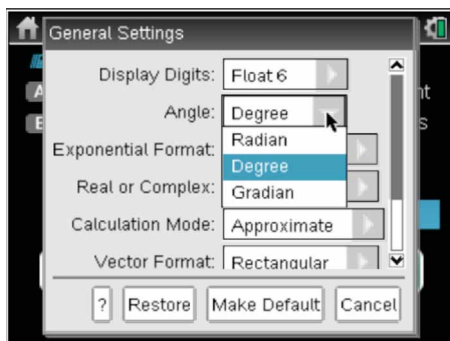 General Settings
Display Digits: Float 6
Angle: Degree
Radian
Exponential Format:
Degree
Real or Complex:
Gradian
Calculation Mode: Approximate
Vector Format: Rectangular
? Restore Make Default Cancel